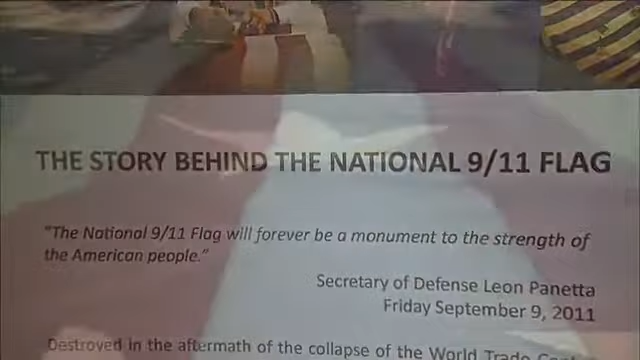 THE STORY BEHIND THE NATIONAL 9/11 FLAG
"The National 9/11 Flag will forever be a monument to the strength of
the American people."
Secretary of Defense Leon Panetta
Friday September 9, 2011
Destroyed in the aftermath of the collapse of the World Trade